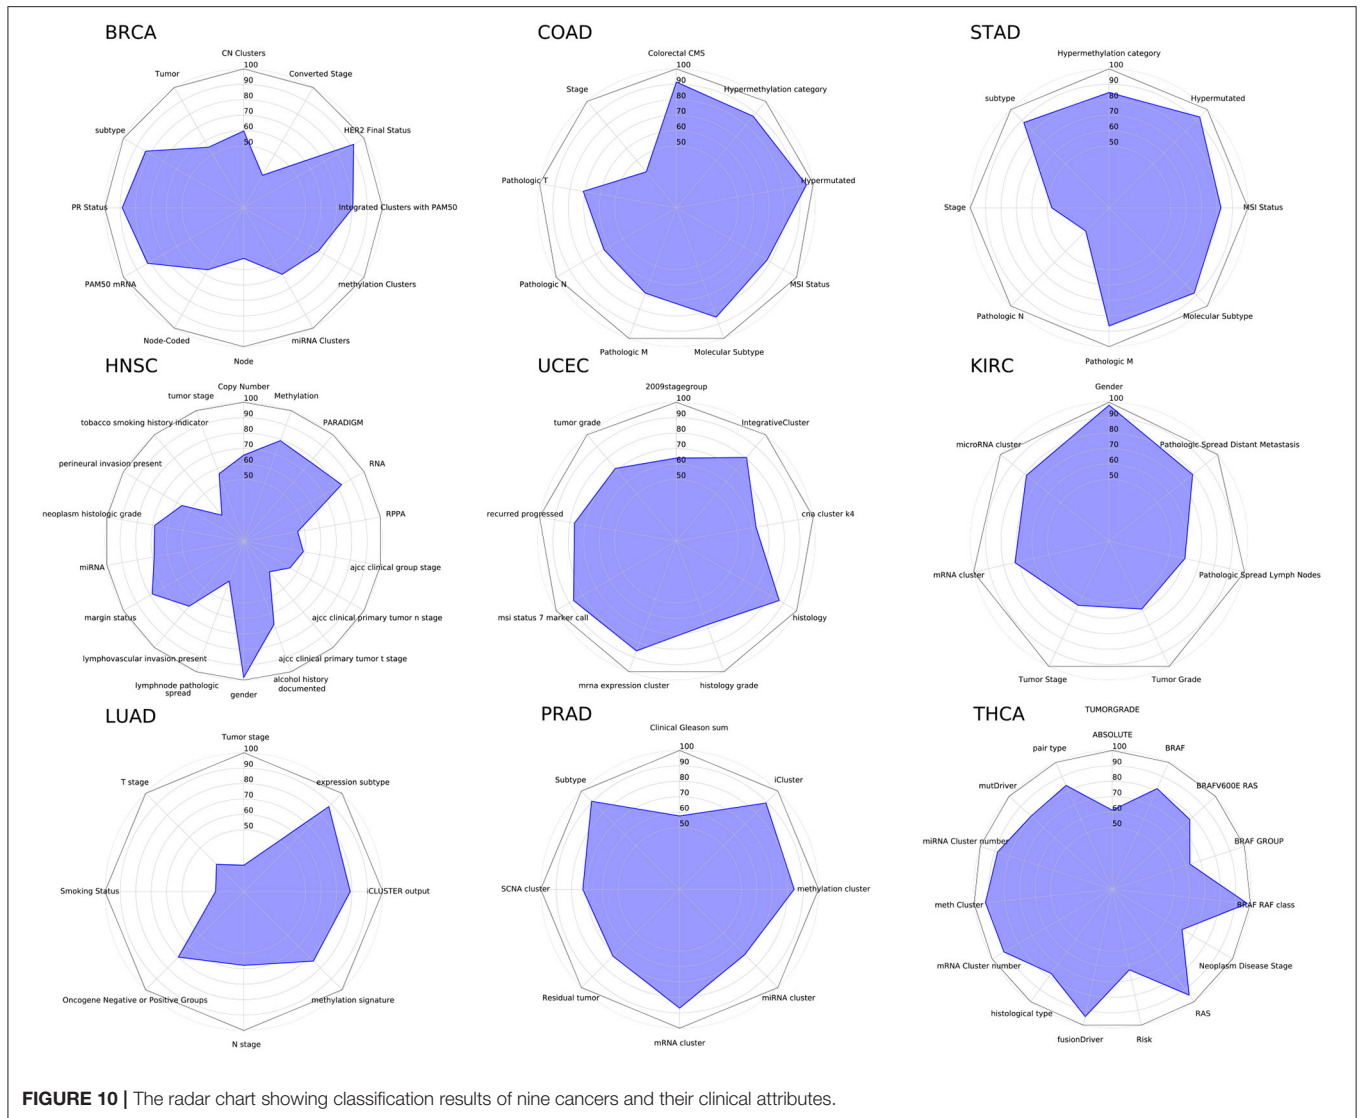 BRCA
CN Clusters
Converted Stage
HER2 Final Status
Integrated Clusters with PAM50
methylation Clusters
miRNA Clusters
Node
Node-Coded
PAM50 mRNA
PR Status
subtype
Tumor
100
90
80
70
60
50
COAD
Colorectal CMS
Hypermethylation category
Hypermutated
MSI Status
Molecular Subtype
Pathologic M
Pathologic N
Pathologic T
Stage
100
90
80
70
60
50
STAD
Hypermethylation category
Hypermutated
MSI Status
Molecular Subtype
Pathologic M
Pathologic N
Stage
subtype
100
90
80
70
60
50
HNSC
Copy Number
Methylation
PARADIGM
RNA
RPPA
ajcc clinical group stage
ajcc clinical primary tumor n stage
ajcc clinical primary tumor t stage
alcohol history
documented
gender
lymphnode pathologic
spread
lymphovascular invasion present
margin status
miRNA
neoplasm histologic grade
perineural invasion present
tobacco smoking history indicator
tumor stage
100
90
80
70
60
50
UCEC
2009stagegroup
IntegrativeCluster
cna cluster k4
histology
histology grade
mrna expression cluster
msi status 7 marker call
recurred progressed
tumor grade
100
90
80
70
60
50
KIRC
Gender
Pathologic Spread Distant Metastasis
Pathologic Spread Lymph Nodes
Tumor Grade
Tumor Stage
mRNA cluster
microRNA cluster
100
90
80
70
60
50
LUAD
Tumor stage
expression subtype
iCLUSTER output
methylation signature
N stage
Oncogene Negative or Positive Groups
Smoking Status
T stage
100
90
80
70
60
50
PRAD
Clinical Gleason sum
iCluster
methylation cluster
miRNA cluster
mRNA cluster
Residual tumor
SCNA cluster
Subtype
100
90
80
70
60
50
THCA
TUMORGRADE
ABSOLUTE
BRAF
BRAFV600E RAS
BRAF GROUP
BRAF RAF class
Neoplasm Disease Stage
RAS
Risk
fusionDriver
histological type
mRNA Cluster number
meth Cluster
miRNA Cluster number
mutDriver
pair type
100
90
80
70
60
50
FIGURE 10 | The radar chart showing classification results of nine cancers and their clinical attributes.